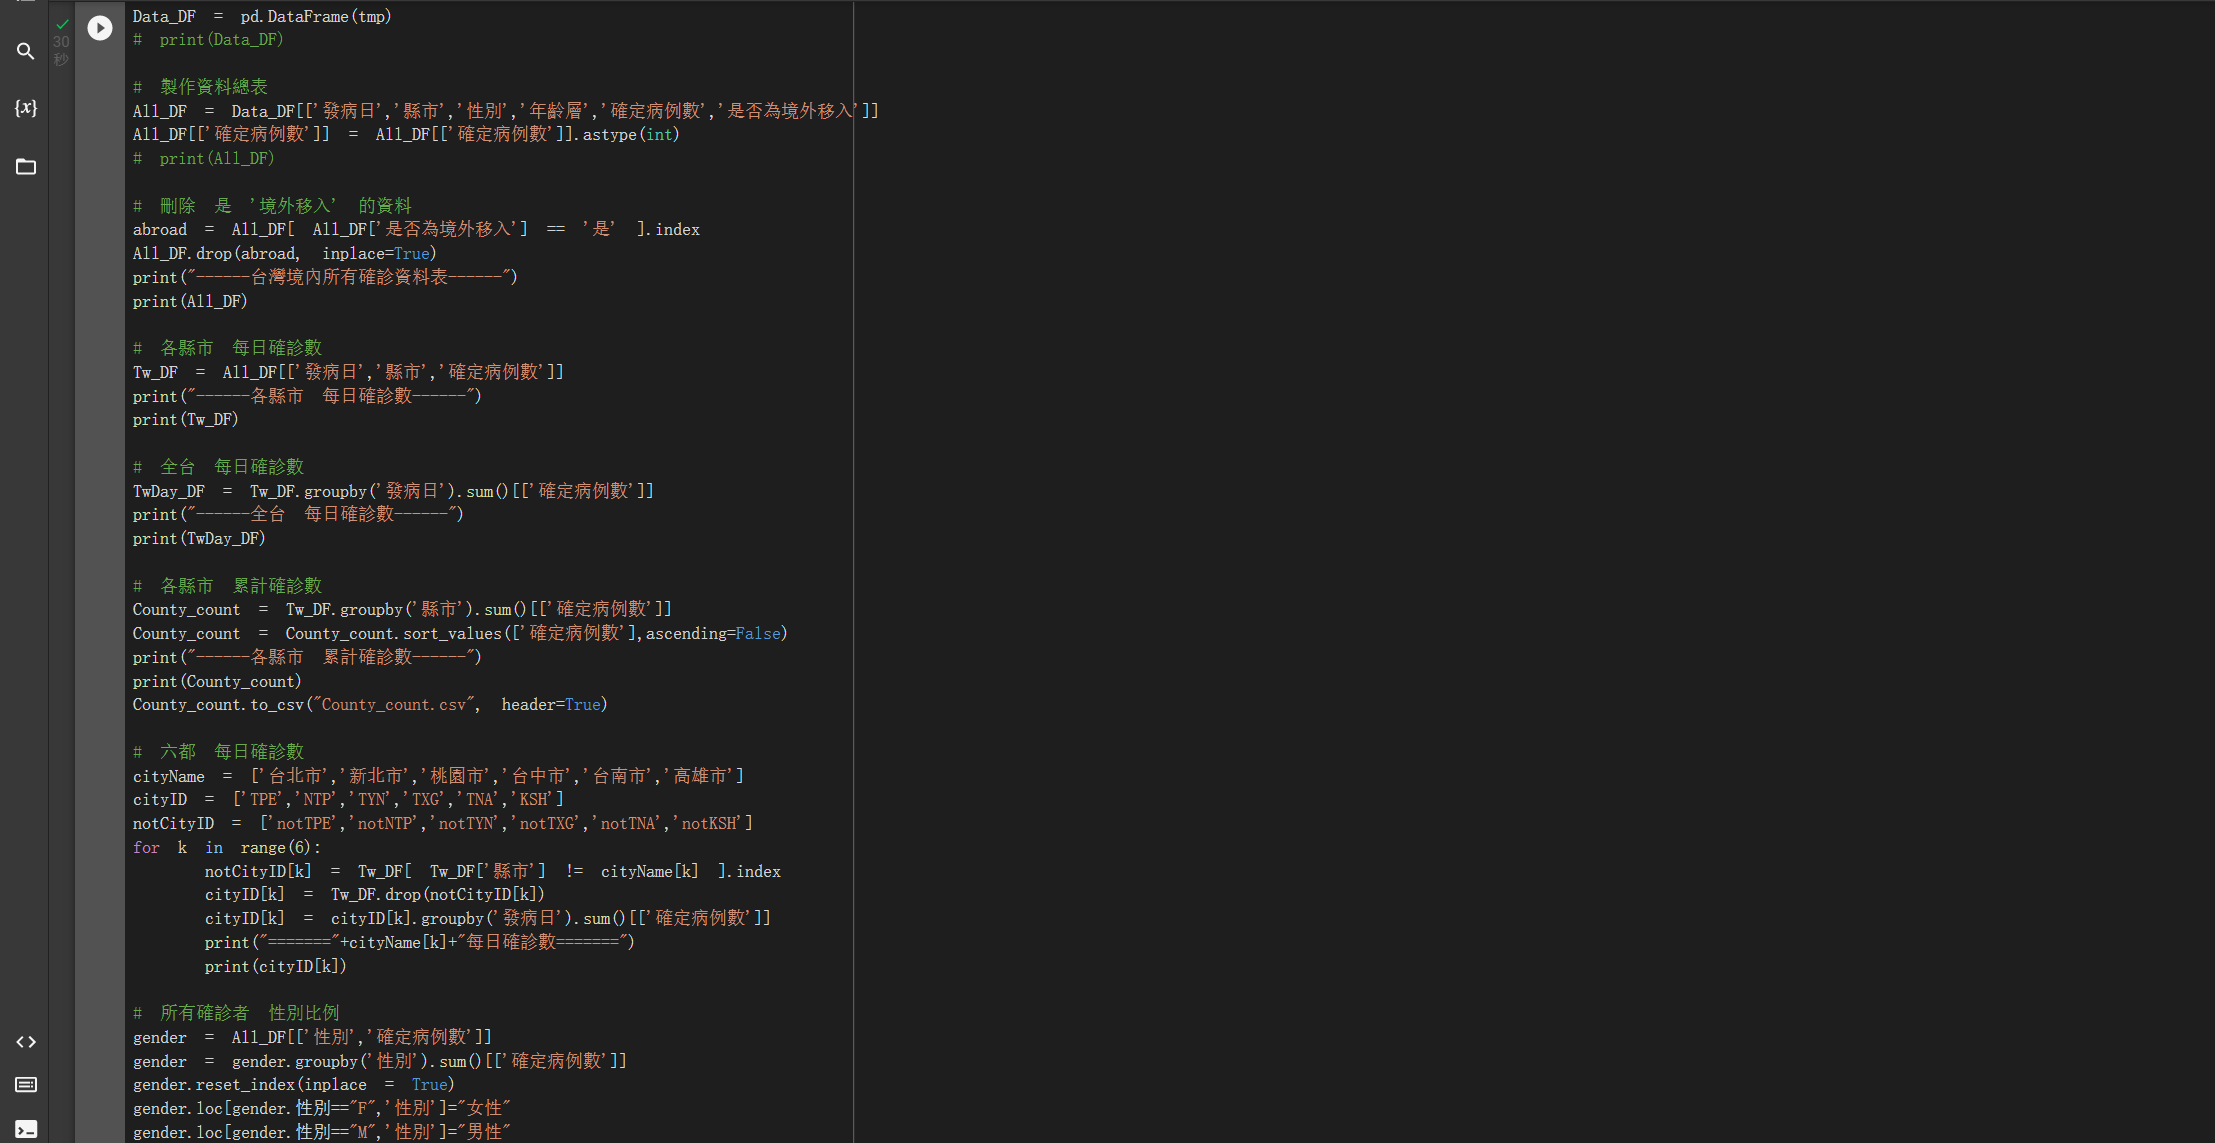 Data_DF = pd.DataFrame(tmp)
# print(Data_DF)
30
秒
{x}
# 製作資料總表
All_DF = Data_DF[['發病日','縣市','性別','年齡層','確定病例數','是否為境外移入']]
All_DF[['確定病例數']] = All_DF[['確定病例數']].astype(int)
# print(All_DF)
# 刪除 是 '境外移入' 的資料
abroad = All_DF[ All_DF['是否為境外移入'] == '是' ].index
All_DF.drop(abroad, inplace=True)
print("------台灣境內所有確診資料表------")
print(All_DF)
# 各縣市 每日確診數
Tw_DF = All_DF[['發病日','縣市','確定病例數']]
print("------各縣市 每日確診數------")
print(Tw_DF)
# 全台 每日確診數
TwDay_DF = Tw_DF.groupby('發病日').sum()[['確定病例數']]
print("------全台 每日確診數------")
print(TwDay_DF)
# 各縣市 累計確診數
County_count = Tw_DF.groupby('縣市').sum()[['確定病例數']]
County_count = County_count.sort_values(['確定病例數'],ascending=False)
print("------各縣市 累計確診數------")
print(County_count)
County_count.to_csv("County_count.csv", header=True)
# 六都 每日確診數
cityName = ['台北市','新北市','桃園市','台中市','台南市','高雄市']
cityID = ['TPE','NTP','TYN','TXG','TNA','KSH']
notCityID = ['notTPE','notNTP','notTYN','notTXG','notTNA','notKSH']
for k in range(6):
notCityID[k] = Tw_DF[ Tw_DF['縣市'] != cityName[k] ].index
cityID[k] = Tw_DF.drop(notCityID[k])
cityID[k] = cityID[k].groupby('發病日').sum()[['確定病例數']]
print("======="+cityName[k]+"每日確診數=======")
print(cityID[k])
# 所有確診者 性別比例
gender = All_DF[['性別','確定病例數']]
gender = gender.groupby('性別').sum()[['確定病例數']]
gender.reset_index(inplace = True)
gender.loc[gender.性別=="F",'性別']="女性"
gender.loc[gender.性別=="M",'性別']="男性"